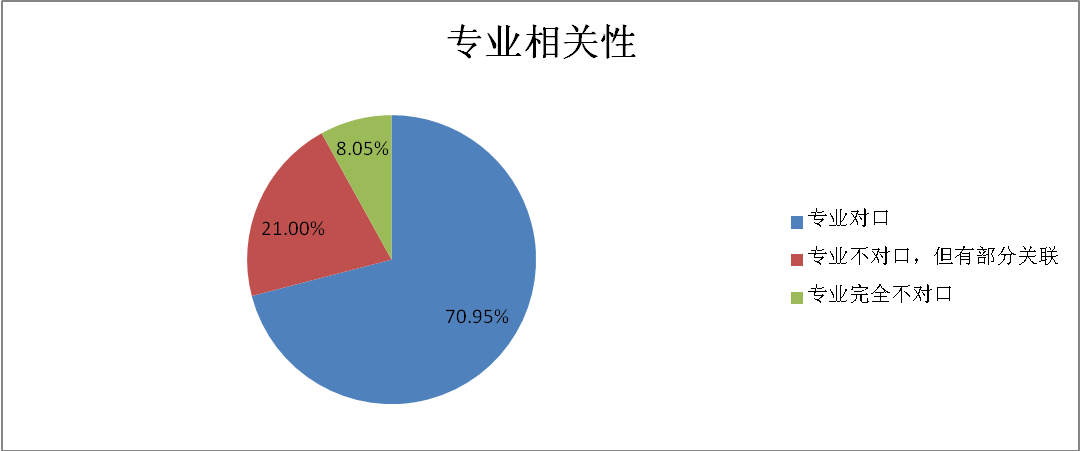 专业相关性
8.05%
21.00%
70.95%
专业对口
专业不对口，但有部分关联
专业完全不对口